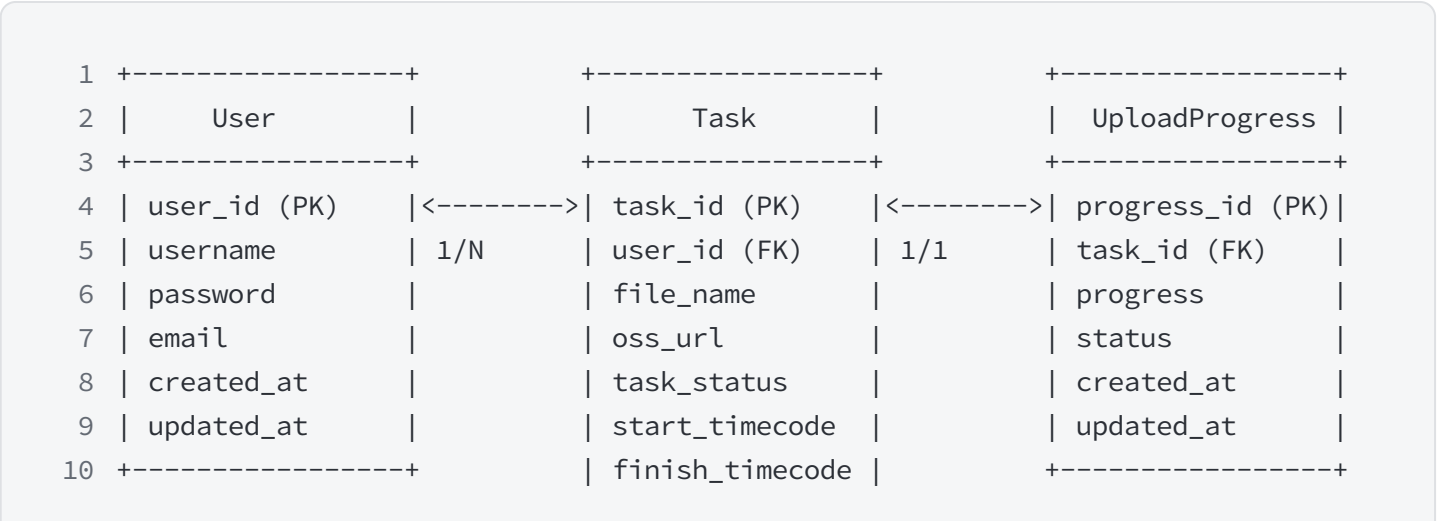 1 +-----------------+          +-----------------+          +-----------------+
2 |     User        |          |      Task       |          |  UploadProgress |
3 +-----------------+          +-----------------+          +-----------------+
4 | user_id (PK)    |<-------->| task_id (PK)    |<-------->| progress_id (PK)|
5 | username        | 1/N      | user_id (FK)    | 1/1      | task_id (FK)    |
6 | password        |          | file_name       |          | progress        |
7 | email           |          | oss_url         |          | status          |
8 | created_at      |          | task_status     |          | created_at      |
9 | updated_at      |          | start_timecode  |          | updated_at      |
10 +-----------------+          | finish_timecode |          +-----------------+